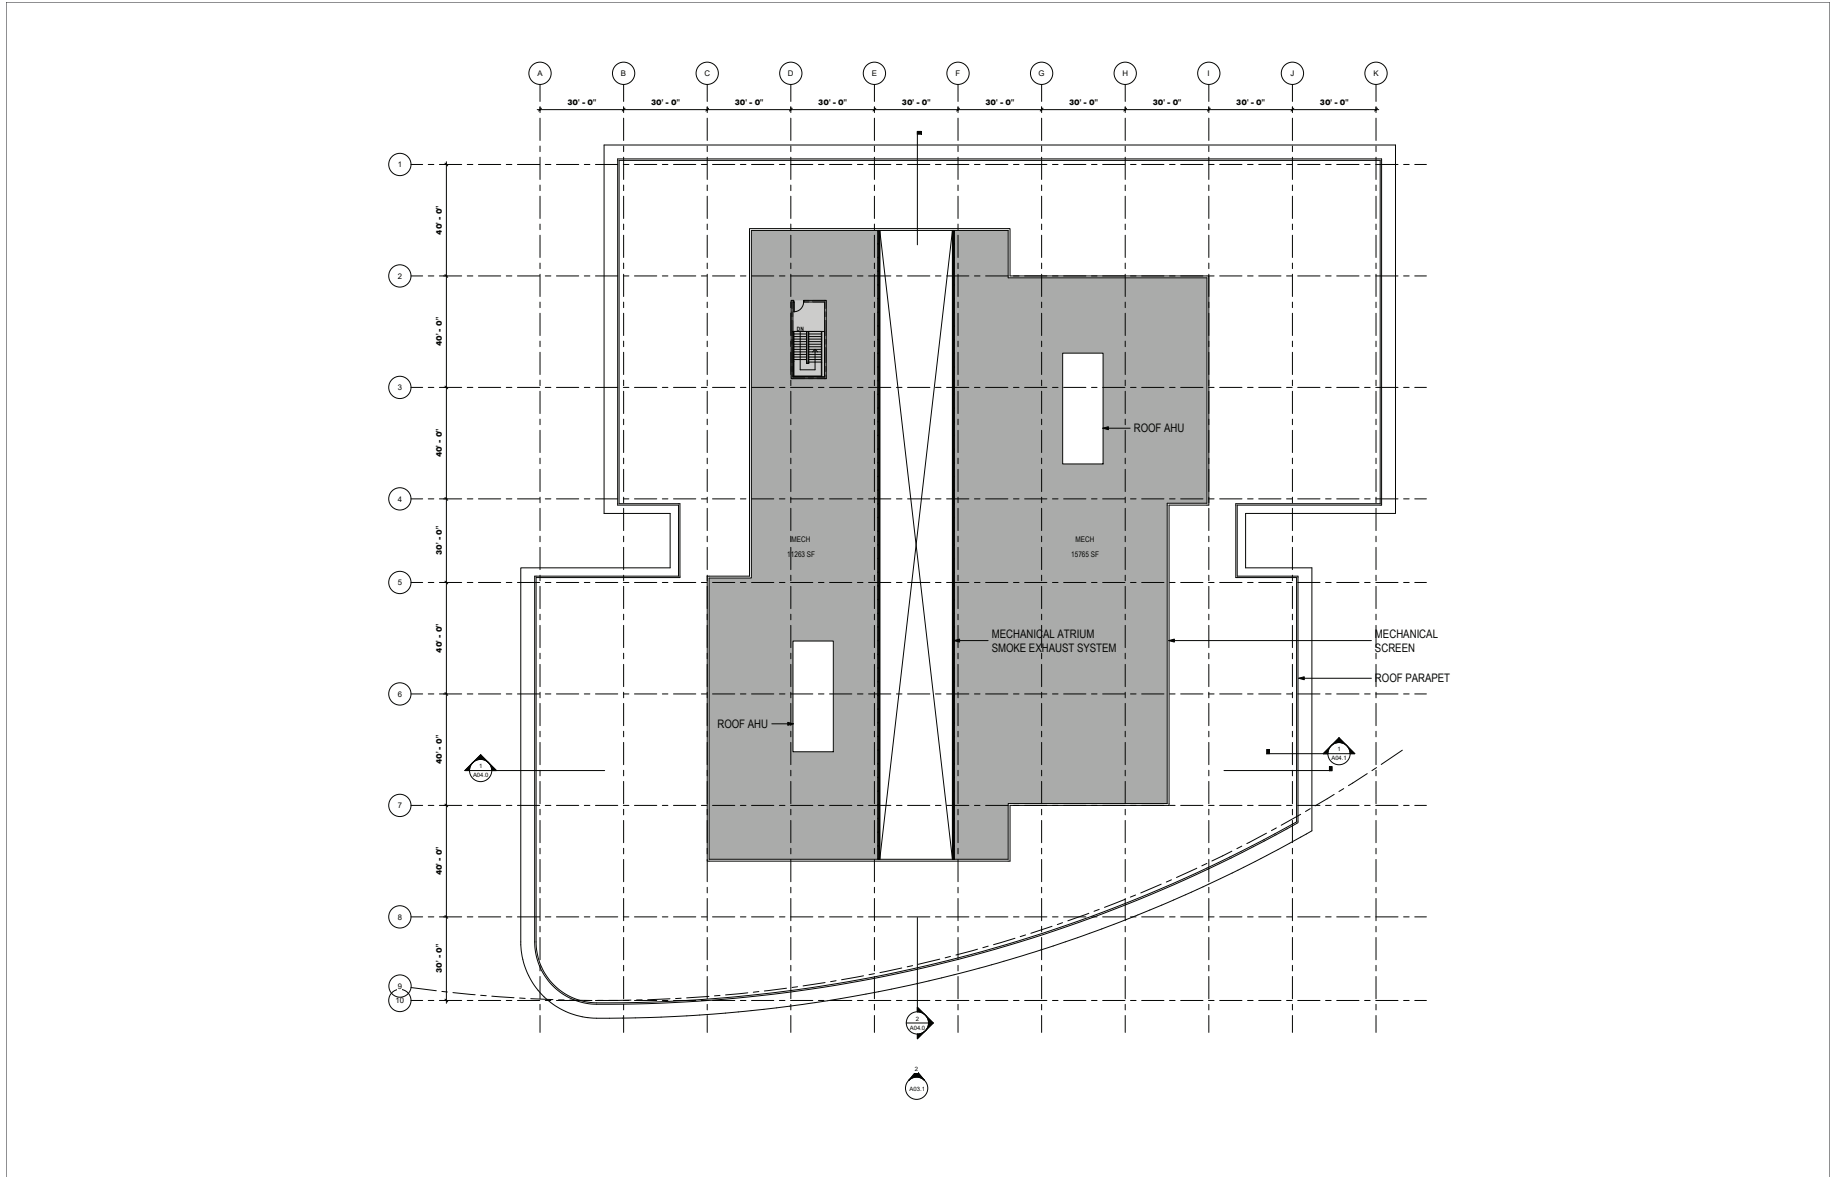 A B C D E F G H I J K
30' - 0" 30' - 0" 30' - 0" 30' - 0" 30' - 0" 30' - 0" 30' - 0" 30' - 0" 30' - 0" 30' - 0"
1
40' - 0"
2
DN
40' - 0"
3
ROOF AHU
40' - 0"
4
30' - 0"
MECH
11263 SF
MECH
15765 SF
5
40' - 0"
MECHANICAL ATRIUM
SMOKE EXHAUST SYSTEM
MECHANICAL
SCREEN
ROOF PARAPET
6
ROOF AHU
40' - 0"
1
A04.0
1
A04.1
7
40' - 0"
8
30' - 0"
9
10
2
A04.0
2
A03.1